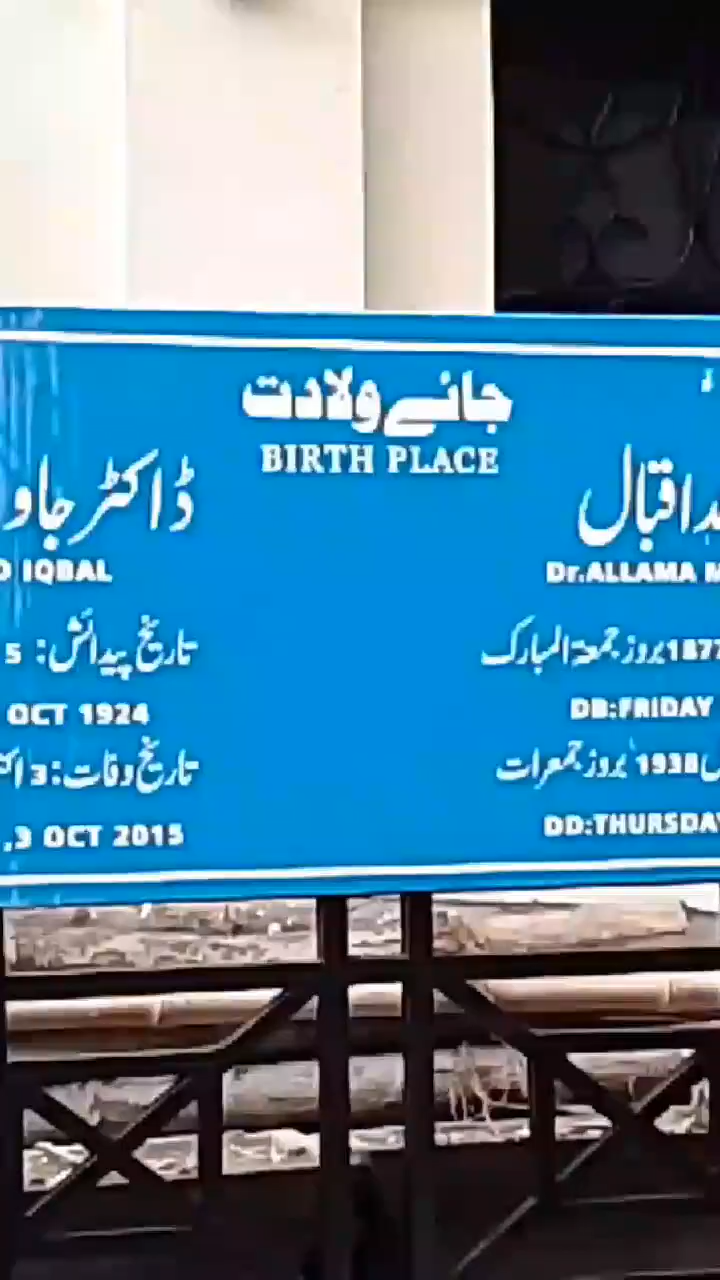 جائے ولادت
BIRTH PLACE
اقبال
Dr.ALLAMA
1877 بروز جمعۃ المبارک
DB:FRIDAY
1938 بروز جمعرات
DD:THURSDAY
ڈاکٹر جاو
IQBAL
تاریخ پیدائش: 5
OCT 1924
تاریخ وفات: 3
,3 OCT 2015